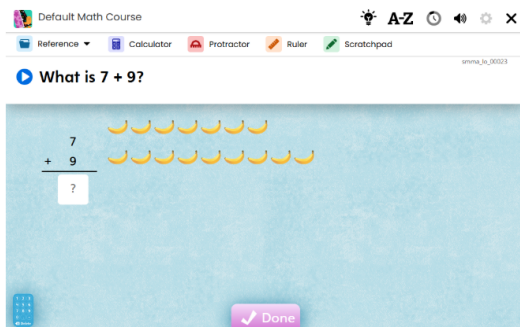 Default Math Course
A-Z
Reference
Calculator
Protractor
Ruler
Scratchpad
smma_lo_00023
What is 7 + 9?
7
+ 9
?
Done